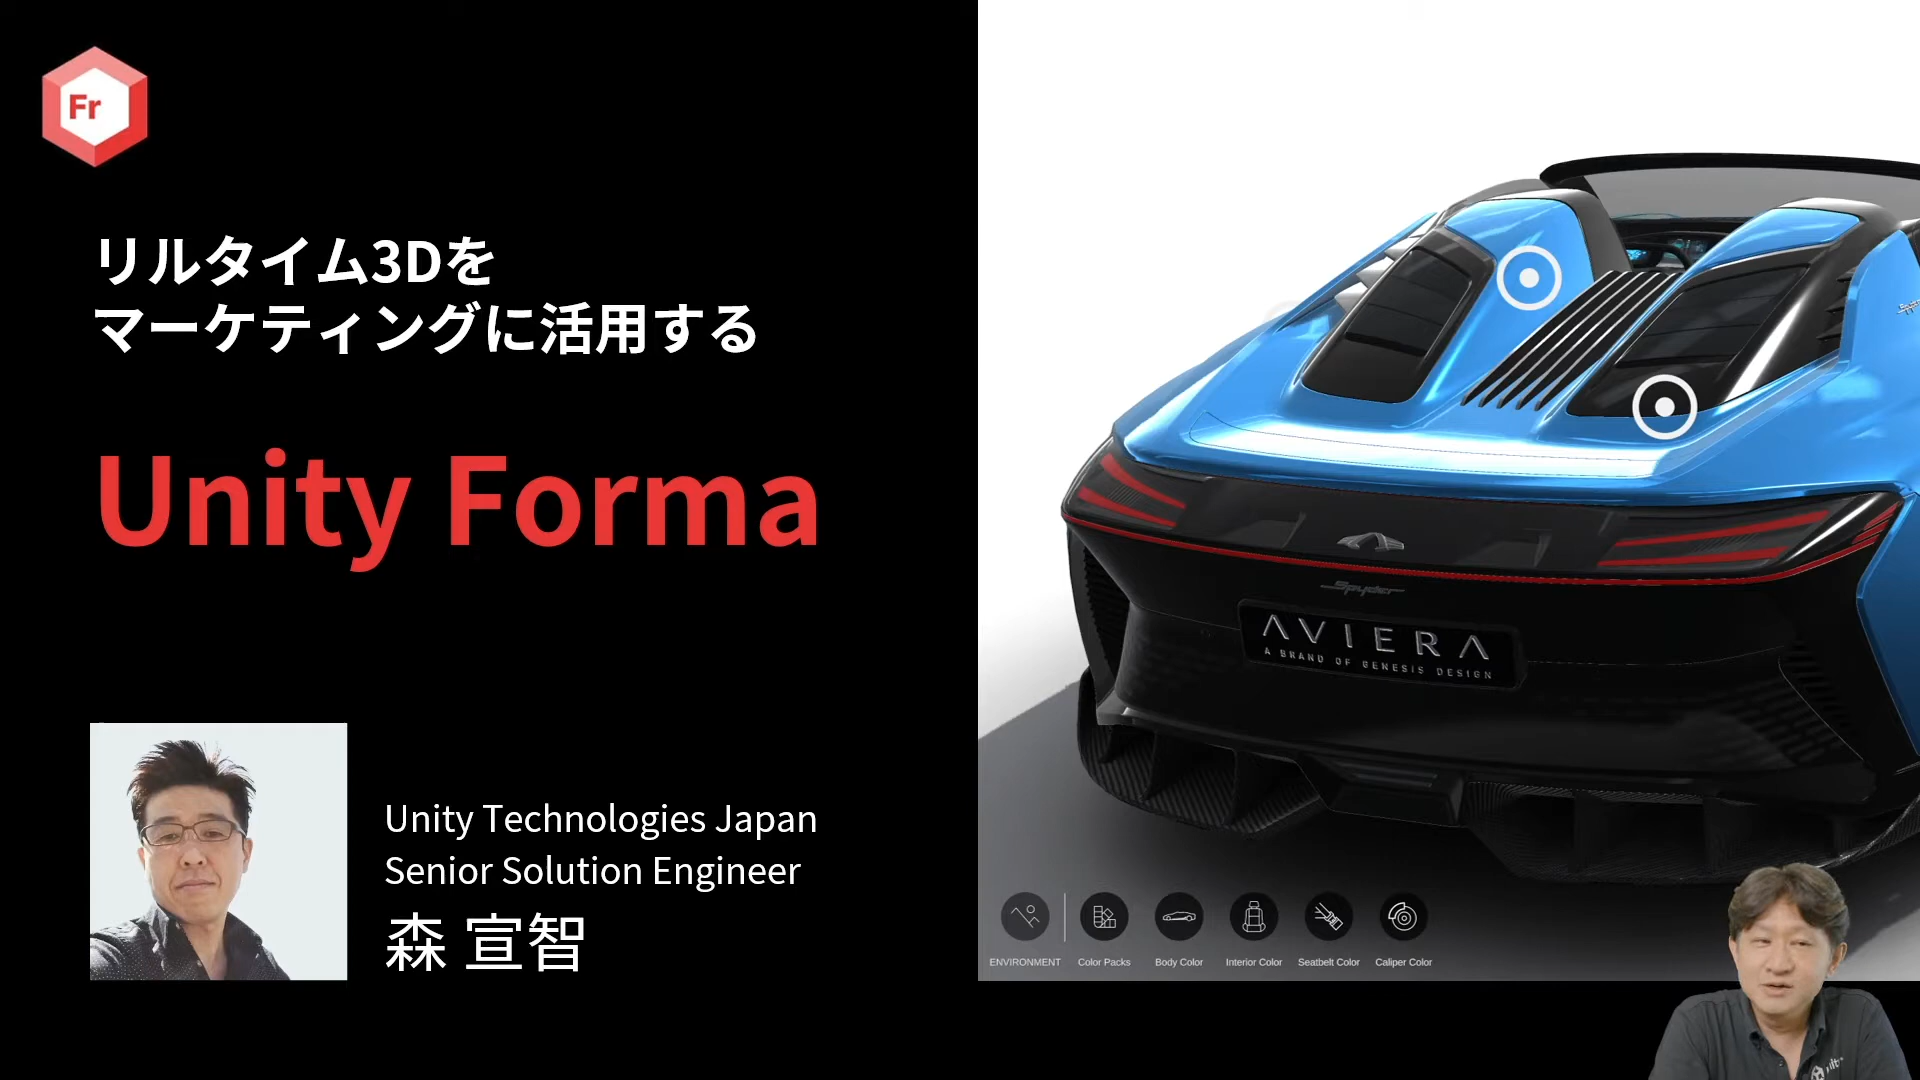 Fr
リルタイム3Dを
マーケティングに活用する
Unity Forma
Unity Technologies Japan
Senior Solution Engineer
森 宣智
Spyder
AVIERA
A BRAND OF GENESIS DESIGN
ENVIRONMENT
Color Packs
Body Color
Interior Color
Seatbelt Color
Caliper Color